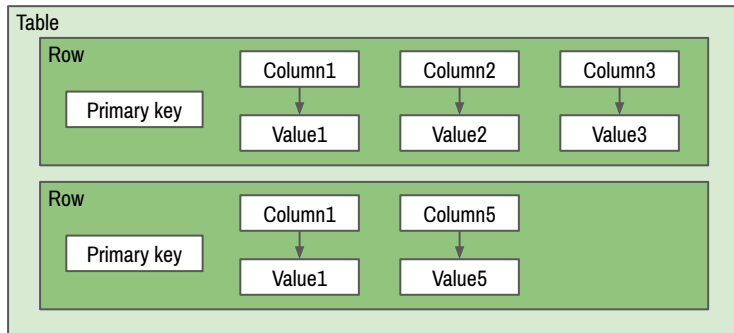 Table
Row
Column1 Column2 Column3
Primary key
Value1 Value2 Value3
Row
Column1 Column5
Primary key
Value1 Value5